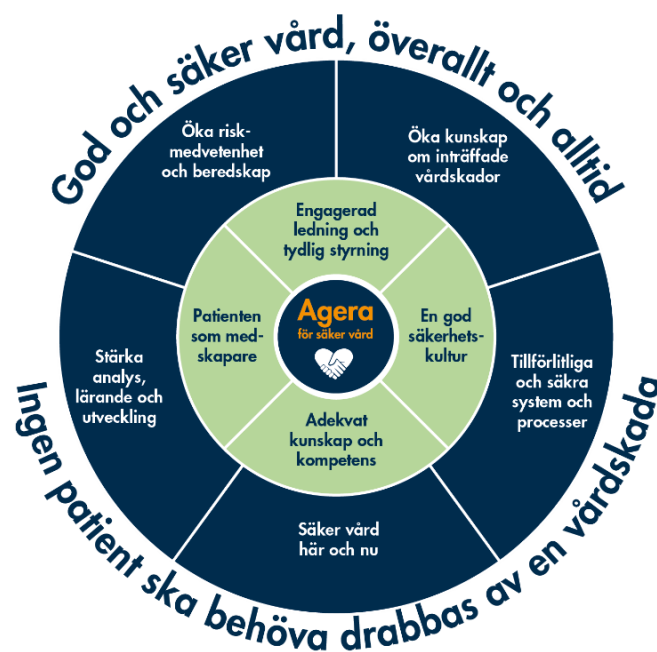 God och säker vård, överallt och alltid
Öka risk-
medvetenhet
och beredskap
Öka kunskap
om inträffade
vårdskador
Engagerad
ledning och
tydlig styrning
Patienten
som med-
skapare
Agera
för säker vård
En god
säkerhets-
kultur
Stärka
analys,
lärande och
utveckling
Tillförlitliga
och säkra
system och
processer
Adekvat
kunskap och
kompetens
Säker vård
här och nu
Ingen patient ska behöva drabbas av en vårdskada